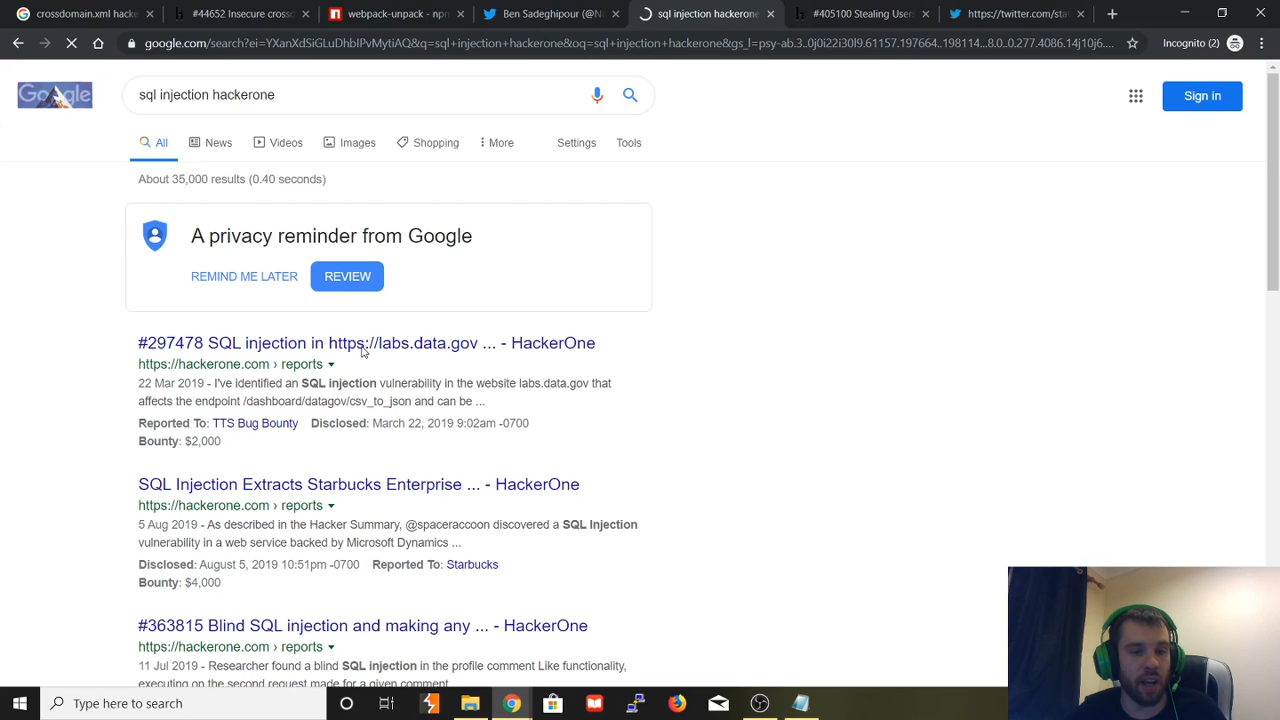 crossdomain.xml hacke
#44652 Insecure crossd
webpack-unpack - npm
Ben Sadeghipour (@Na
sql injection hackerone
#405100 Stealing Users
https://twitter.com/sta
google.com/search?ei=YXanXdSiGLuDhbIPvMytiAQ&q=sql+injection+hackerone&oq=sql+injection+hackerone&gs_l=psy-ab.3..0j0i22i30l9.61157.197664..198114...8.0..0.277.4086.14j10j6....
Incognito (2)
Google
sql injection hackerone
Sign in
All
News
Videos
Images
Shopping
More
Settings
Tools
About 35,000 results (0.40 seconds)
A privacy reminder from Google
REMIND ME LATER
REVIEW
#297478 SQL injection in https://labs.data.gov ... - HackerOne
https://hackerone.com › reports
22 Mar 2019 - I've identified an SQL injection vulnerability in the website labs.data.gov that
affects the endpoint /dashboard/datagov/csv_to_json and can be ...
Reported To: TTS Bug Bounty Disclosed: March 22, 2019 9:02am -0700
Bounty: $2,000
SQL Injection Extracts Starbucks Enterprise ... - HackerOne
https://hackerone.com › reports
5 Aug 2019 - As described in the Hacker Summary, @spaceraccoon discovered a SQL Injection
vulnerability in a web service backed by Microsoft Dynamics ...
Disclosed: August 5, 2019 10:51pm -0700 Reported To: Starbucks
Bounty: $4,000
#363815 Blind SQL injection and making any ... - HackerOne
https://hackerone.com › reports
11 Jul 2019 - Researcher found a blind SQL injection in the profile comment Like functionality,
executing on the second request made for a given comment.
Type here to search